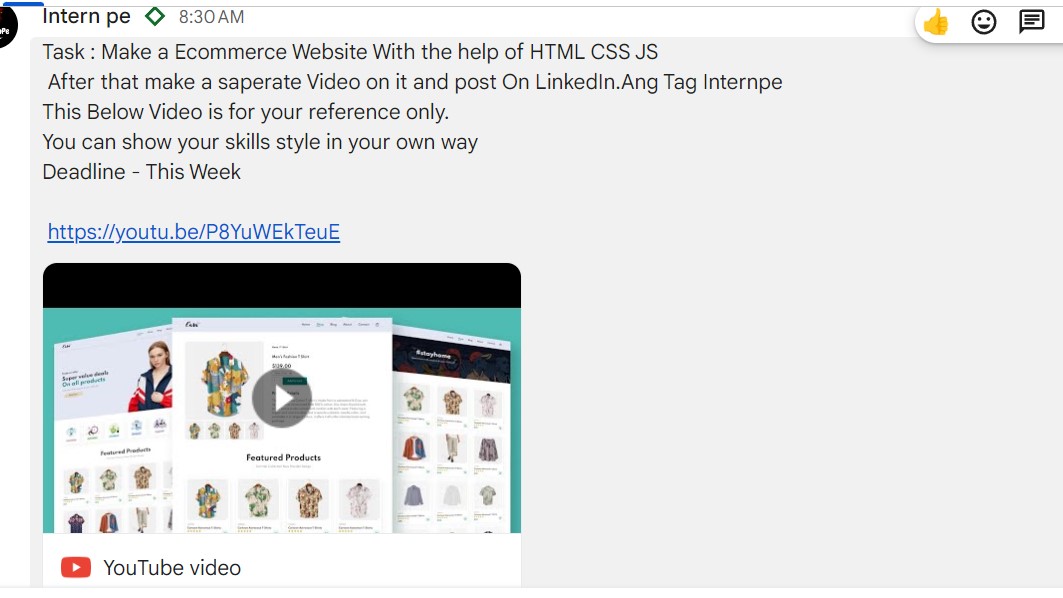 Intern pe 8:30 AM
Task : Make a Ecommerce Website With the help of HTML CSS JS
After that make a saperate Video on it and post On LinkedIn.Ang Tag Internpe
This Below Video is for your reference only.
You can show your skills style in your own way
Deadline - This Week
https://youtu.be/P8YuWEkTeuE
Super value deals
On all products
Featured Products
$139.00
Featured Products
#stayhome
YouTube video